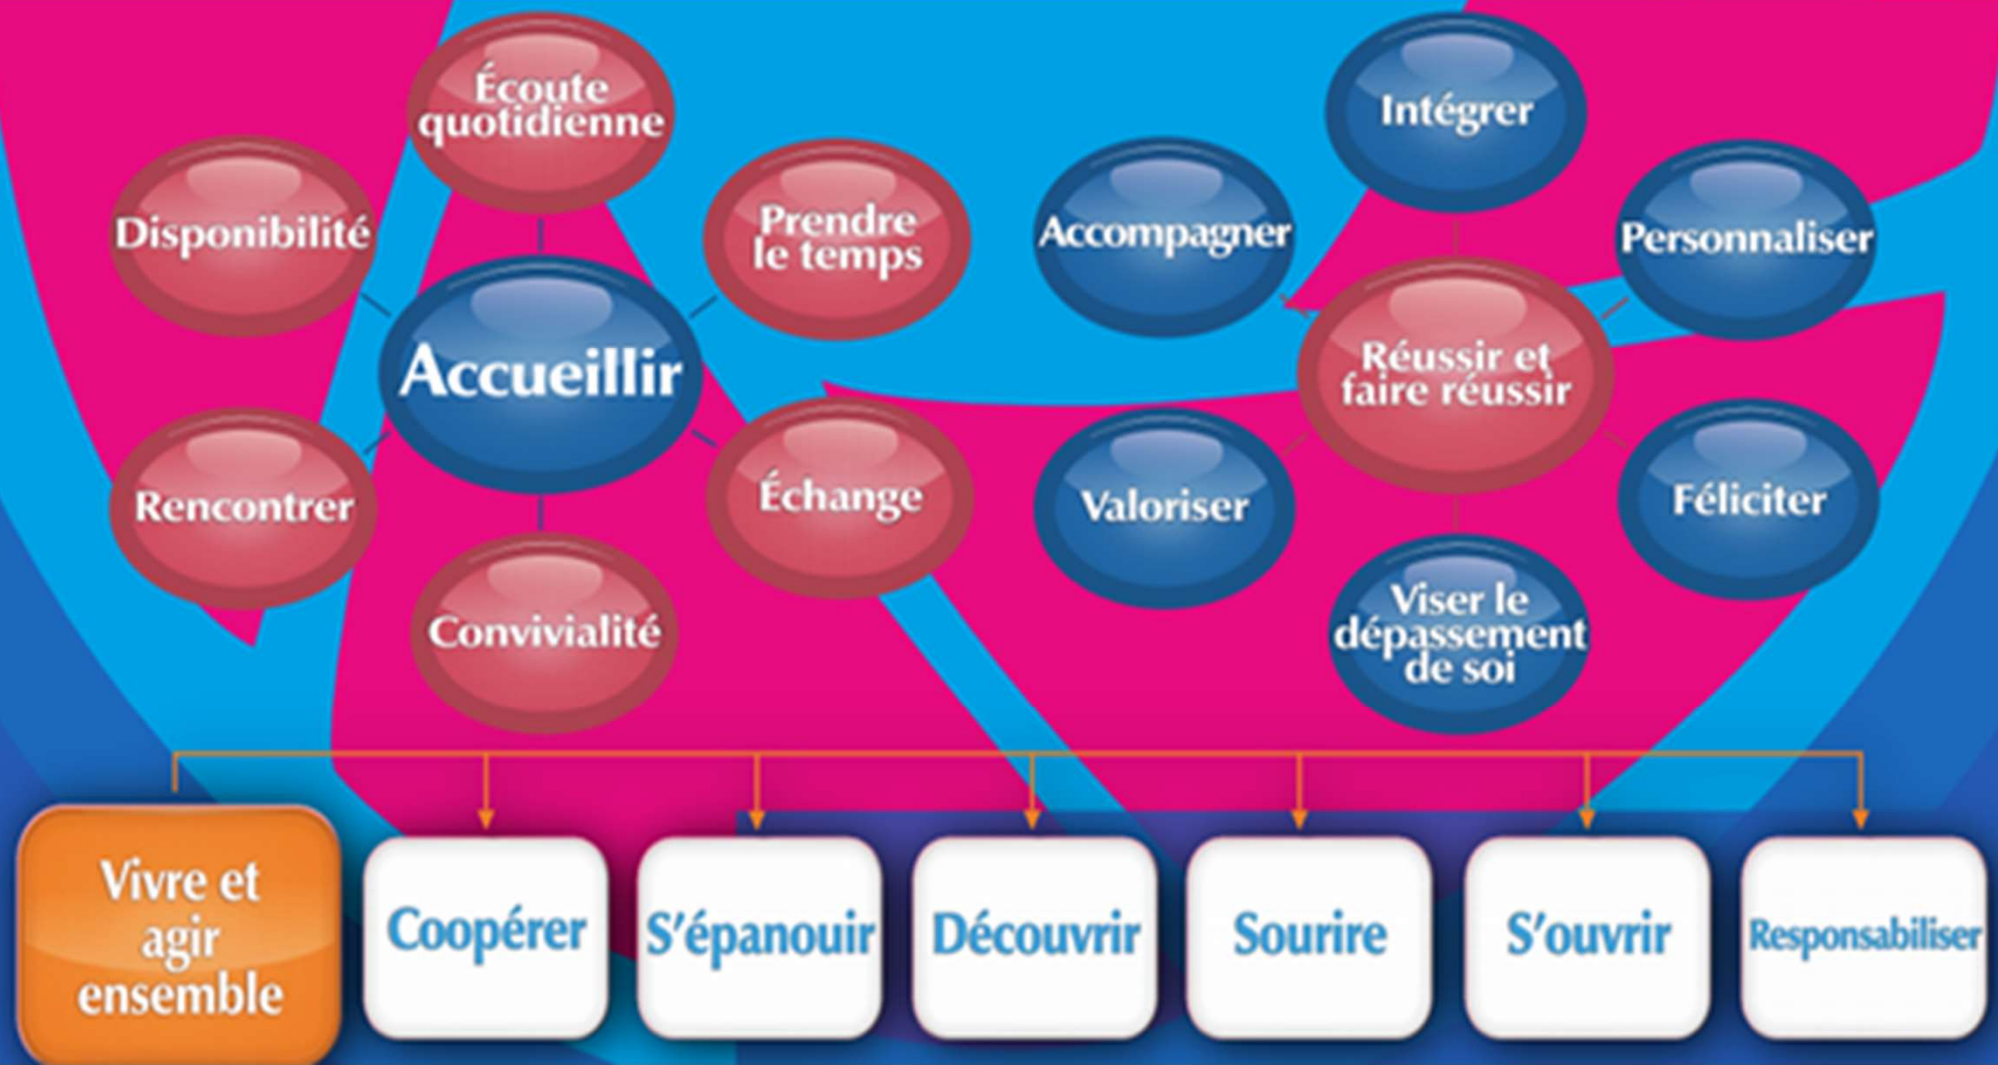 Écoute
quotidienne
Disponibilité
Prendre
le temps
Accueillir
Rencontrer
Échange
Convivialité
Intégrer
Accompagner
Personnaliser
Réussir et
faire réussir
Valoriser
Féliciter
Viser le
dépassement
de soi
Vivre et
agir
ensemble
Coopérer
S'épanouir
Découvrir
Sourire
S'ouvrir
Responsabiliser